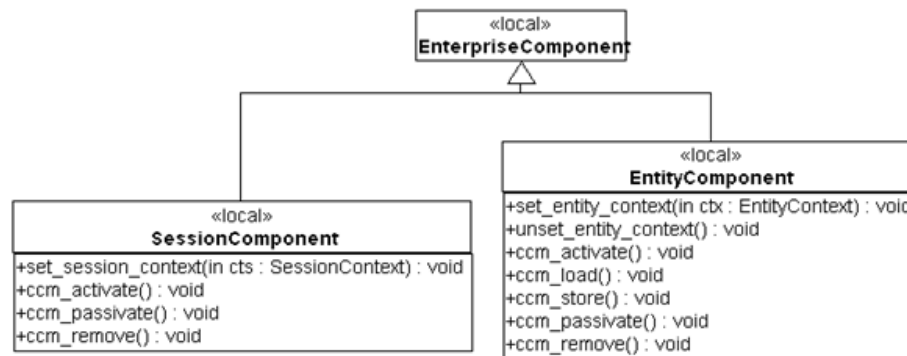 «local»
EnterpriseComponent
«local»
EntityComponent
+set_entity_context(in ctx : EntityContext) : void
+unset_entity_context() : void
+ccm_activate() : void
+ccm_load() : void
+ccm_store() : void
+ccm_passivate() : void
+ccm_remove() : void
«local»
SessionComponent
+set_session_context(in cts : SessionContext) : void
+ccm_activate() : void
+ccm_passivate() : void
+ccm_remove() : void